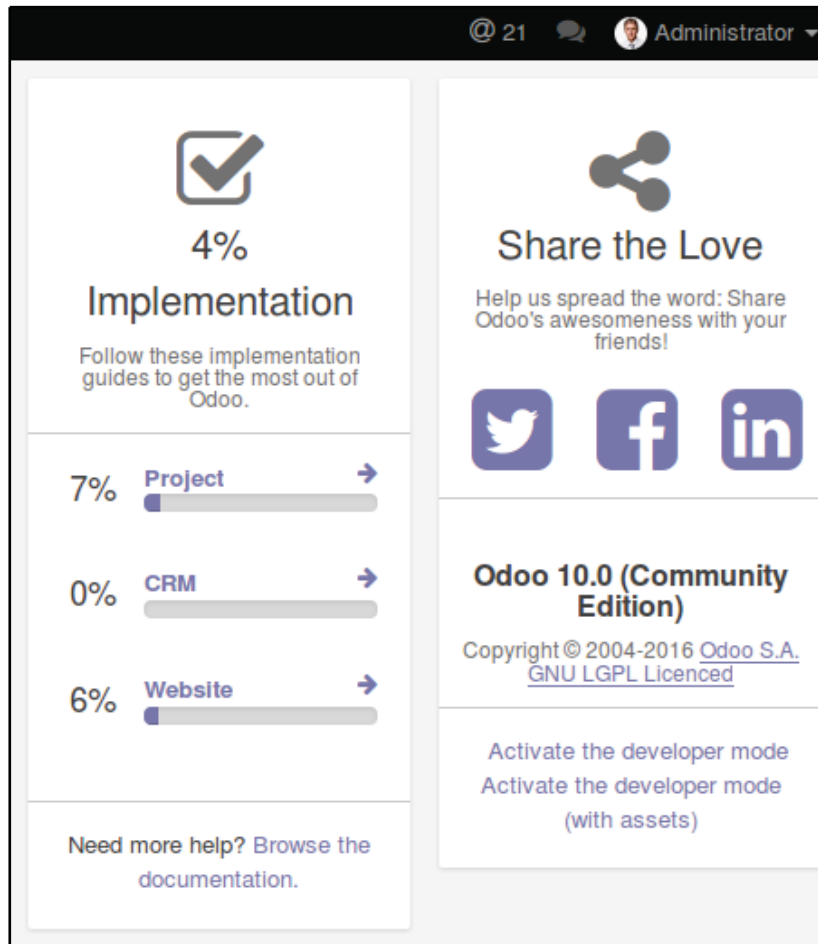 @ 21 Administrator
4%
Implementation
Follow these implementation
guides to get the most out of
Odoo.
7% Project
0% CRM
6% Website
Need more help? Browse the
documentation.
Share the Love
Help us spread the word: Share
Odoo's awesomeness with your
friends!
in
Odoo 10.0 (Community
Edition)
Copyright © 2004-2016 Odoo S.A.
GNU LGPL Licenced
Activate the developer mode
Activate the developer mode
(with assets)